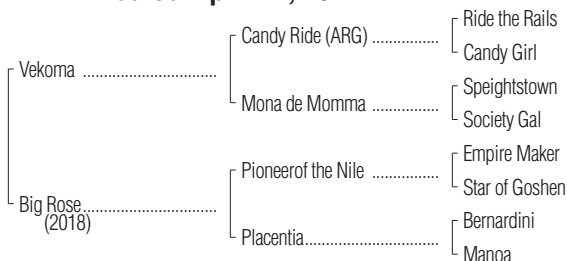 Ride the Rails
Candy Ride (ARG)
Candy Girl
Vekoma
Speightstown
Mona de Momma
Society Gal
Empire Maker
Pioneerof the Nile
Star of Goshen
Big Rose
(2018)
Bernardini
Placentia
Manoa